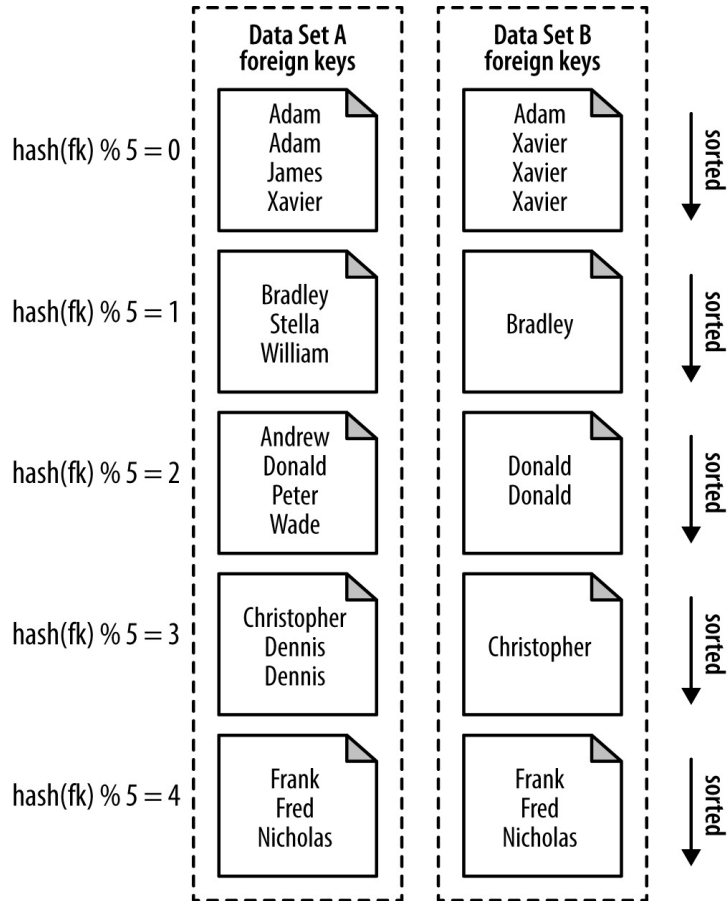 Data Set A
foreign keys
Data Set B
foreign keys
hash(fk) % 5 = 0
Adam
Adam
James
Xavier
Adam
Xavier
Xavier
Xavier
sorted
hash(fk) % 5 = 1
Bradley
Stella
William
Bradley
sorted
hash(fk) % 5 = 2
Andrew
Donald
Peter
Wade
Donald
Donald
sorted
hash(fk) % 5 = 3
Christopher
Dennis
Dennis
Christopher
sorted
hash(fk) % 5 = 4
Frank
Fred
Nicholas
Frank
Fred
Nicholas
sorted